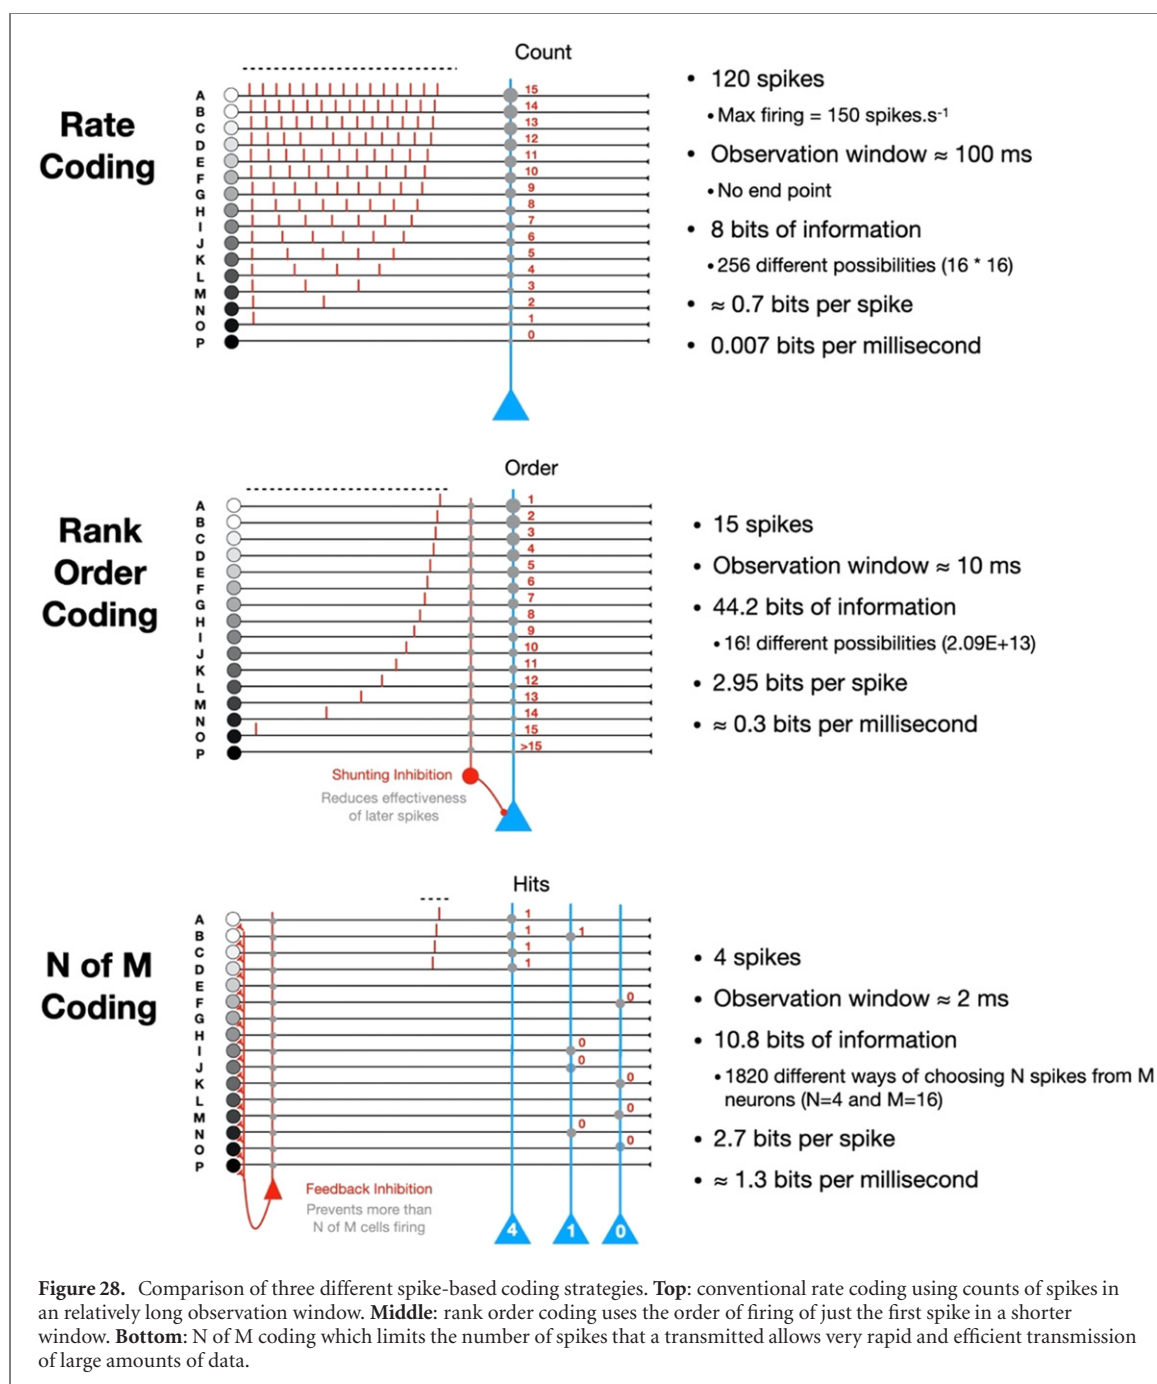 Count
Rate
Coding
A 15
B 14
C 13
D 12
E 11
F 10
G 9
H 8
I 7
J 6
K 5
L 4
M 3
N 2
O 1
P 0
• 120 spikes
• Max firing = 150 spikes.s-1
• Observation window ≈ 100 ms
• No end point
• 8 bits of information
• 256 different possibilities (16 * 16)
• ≈ 0.7 bits per spike
• 0.007 bits per millisecond
Order
Rank
Order
Coding
A 1
B 2
C 3
D 4
E 5
F 6
G 7
H 8
I 9
J 10
K 11
L 12
M 13
N 14
O 15
P >15
Shunting Inhibition
Reduces effectiveness
of later spikes
• 15 spikes
• Observation window ≈ 10 ms
• 44.2 bits of information
• 16! different possibilities (2.09E+13)
• 2.95 bits per spike
• ≈ 0.3 bits per millisecond
Hits
N of M
Coding
A 1
B 1 1
C 1
D 1
E
F 0
G
H
I 0
J 0
K 0
L
M 0
N 0
O 0
P
Feedback Inhibition
Prevents more than
N of M cells firing
4 1 0
• 4 spikes
• Observation window ≈ 2 ms
• 10.8 bits of information
• 1820 different ways of choosing N spikes from M
neurons (N=4 and M=16)
• 2.7 bits per spike
• ≈ 1.3 bits per millisecond
Figure 28. Comparison of three different spike-based coding strategies. Top: conventional rate coding using counts of spikes in
an relatively long observation window. Middle: rank order coding uses the order of firing of just the first spike in a shorter
window. Bottom: N of M coding which limits the number of spikes that a transmitted allows very rapid and efficient transmission
of large amounts of data.